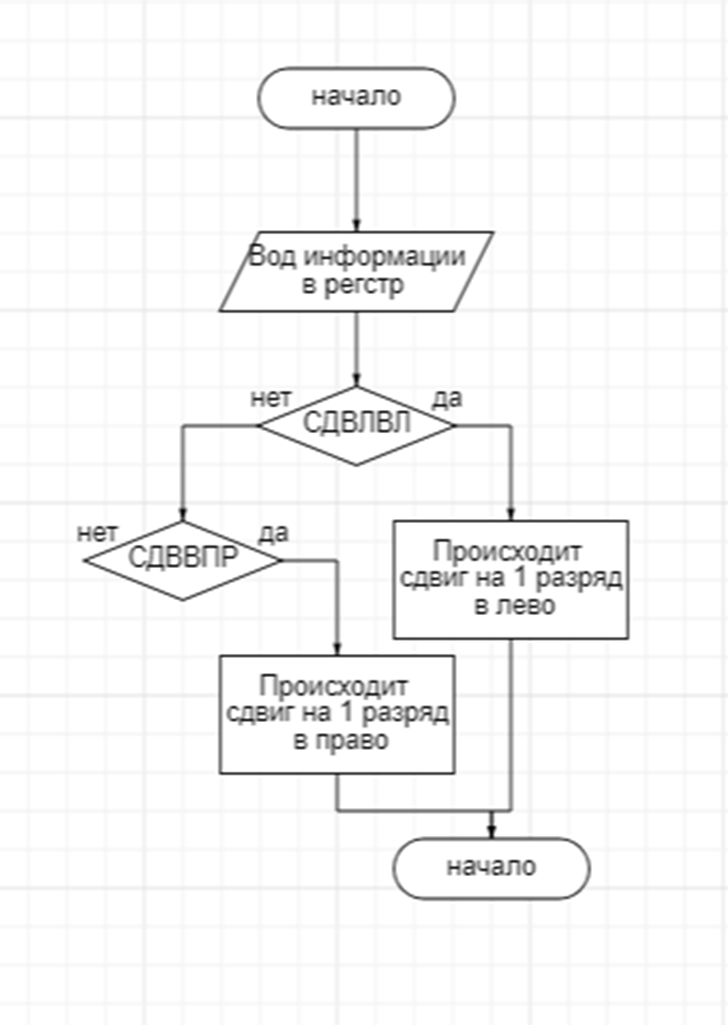 начало
Вод информации
в регстр
нет
да
СДВЛВЛ
нет
да
СДВВПР
Происходит
сдвиг на 1 разряд
в лево
Происходит
сдвиг на 1 разряд
в право
начало